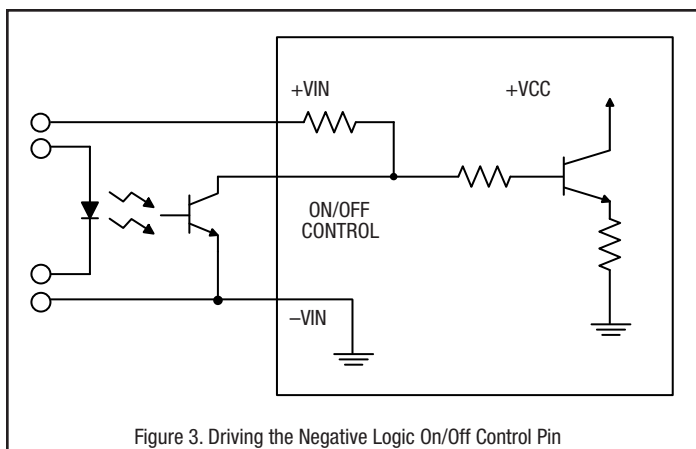 +VIN
+VCC
ON/OFF
CONTROL
–VIN
Figure 3. Driving the Negative Logic On/Off Control Pin